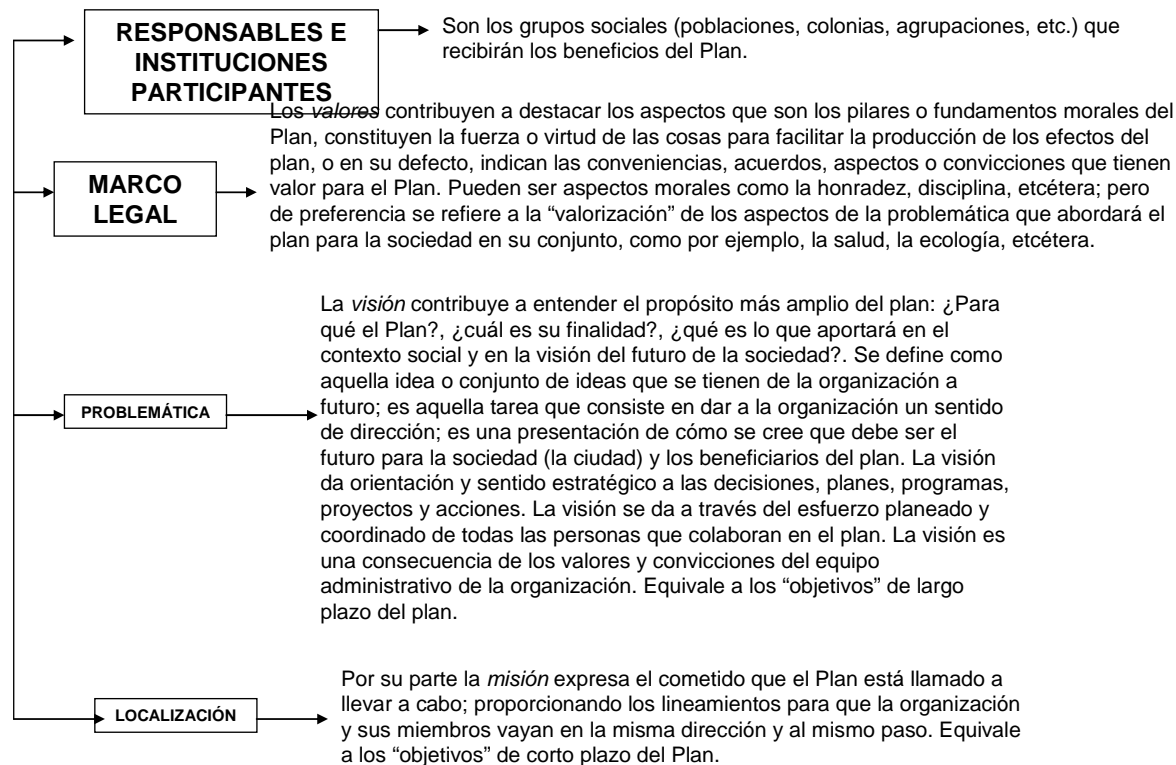 RESPONSABLES E
INSTITUCIONES
PARTICIPANTES
Son los grupos sociales (poblaciones, colonias, agrupaciones, etc.) que
recibirán los beneficios del Plan.
MARCO
LEGAL
Los valores contribuyen a destacar los aspectos que son los pilares o fundamentos morales del
Plan, constituyen la fuerza o virtud de las cosas para facilitar la producción de los efectos del
plan, o en su defecto, indican las conveniencias, acuerdos, aspectos o convicciones que tienen
valor para el Plan. Pueden ser aspectos morales como la honradez, disciplina, etcétera; pero
de preferencia se refiere a la “valorización” de los aspectos de la problemática que abordará el
plan para la sociedad en su conjunto, como por ejemplo, la salud, la ecología, etcétera.
PROBLEMÁTICA
La visión contribuye a entender el propósito más amplio del plan: ¿Para
qué el Plan?, ¿cuál es su finalidad?, ¿qué es lo que aportará en el
contexto social y en la visión del futuro de la sociedad?. Se define como
aquella idea o conjunto de ideas que se tienen de la organización a
futuro; es aquella tarea que consiste en dar a la organización un sentido
de dirección; es una presentación de cómo se cree que debe ser el
futuro para la sociedad (la ciudad) y los beneficiarios del plan. La visión
da orientación y sentido estratégico a las decisiones, planes, programas,
proyectos y acciones. La visión se da a través del esfuerzo planeado y
coordinado de todas las personas que colaboran en el plan. La visión es
una consecuencia de los valores y convicciones del equipo
administrativo de la organización. Equivale a los “objetivos” de largo
plazo del plan.
LOCALIZACIÓN
Por su parte la misión expresa el cometido que el Plan está llamado a
llevar a cabo; proporcionando los lineamientos para que la organización
y sus miembros vayan en la misma dirección y al mismo paso. Equivale
a los “objetivos” de corto plazo del Plan.